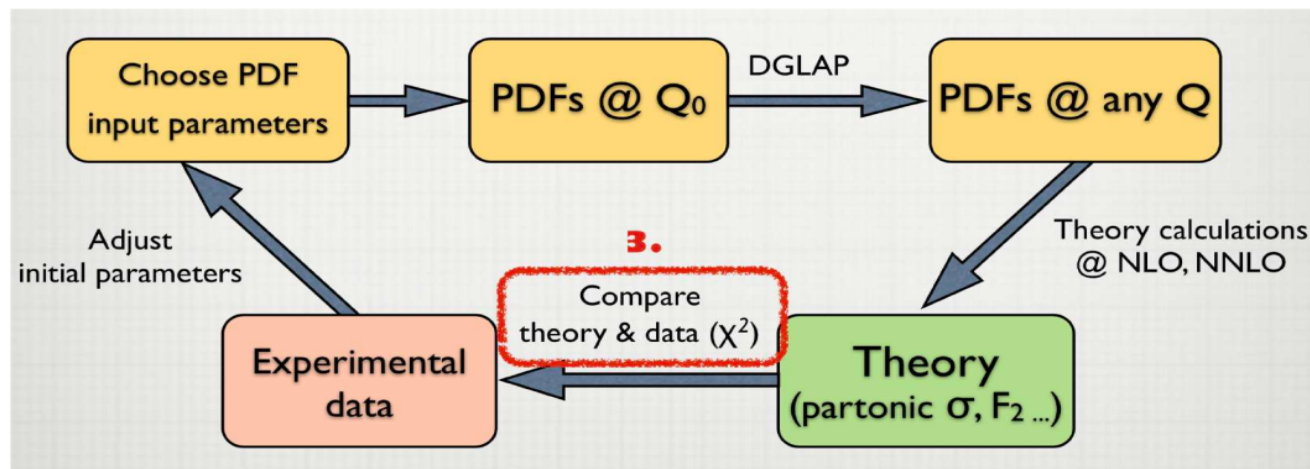 Choose PDF
input parameters
PDFs @ Q₀
DGLAP
PDFs @ any Q
Adjust
initial parameters
3.
Compare
theory & data (χ²)
Theory calculations
@ NLO, NNLO
Experimental
data
Theory
(partonic σ, F₂ ...)